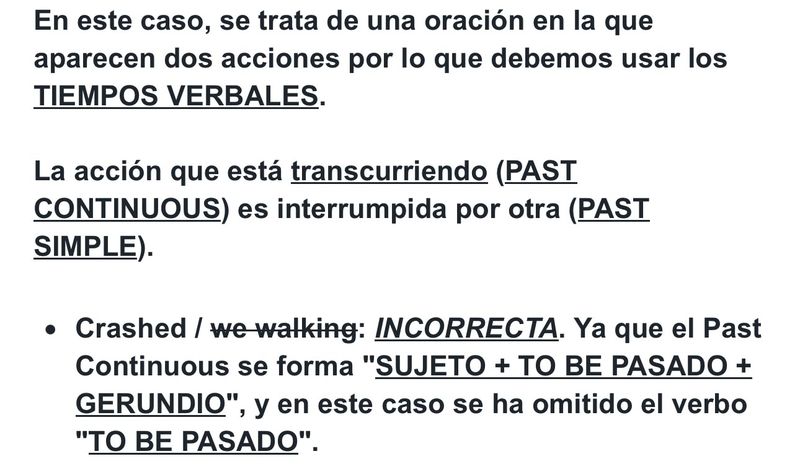 En este caso, se trata de una oración en la que
aparecen dos acciones por lo que debemos usar los
TIEMPOS VERBALES.
La acción que está transcurriendo (PAST
CONTINUOUS) es interrumpida por otra (PAST
SIMPLE).
• Crashed / we walking: INCORRECTA. Ya que el Past
Continuous se forma "SUJETO + TO BE PASADO +
GERUNDIO", y en este caso se ha omitido el verbo
"TO BE PASADO".